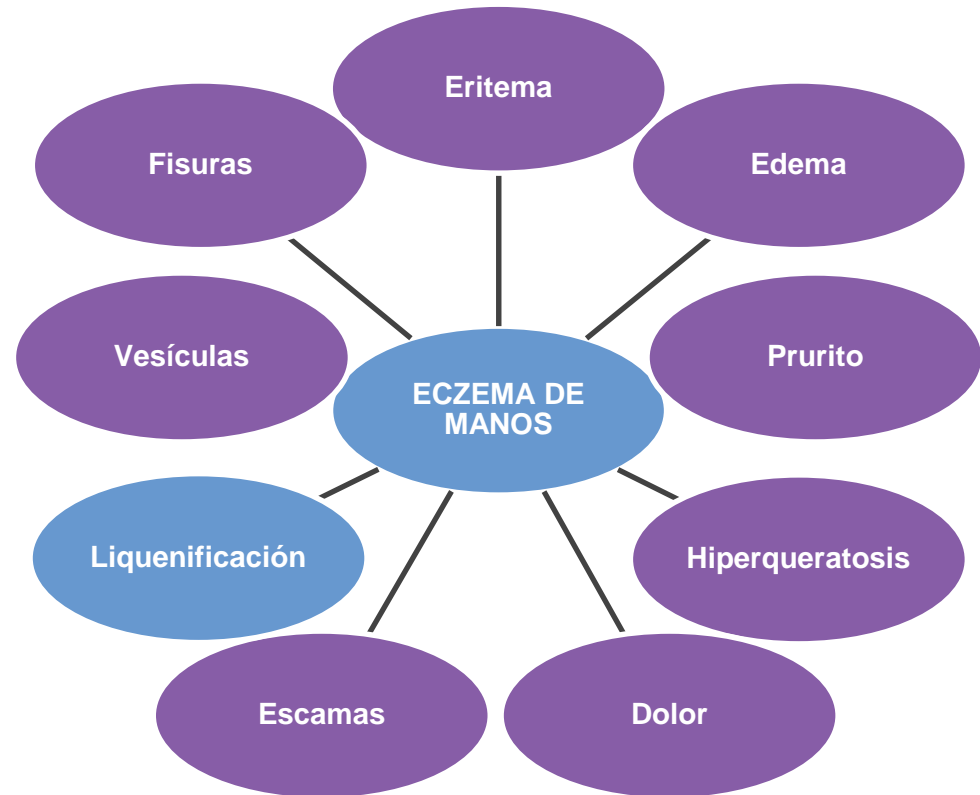 Eritema
Fisuras
Edema
Vesículas
Prurito
ECZEMA DE
MANOS
Liquenificación
Hiperqueratosis
Escamas
Dolor